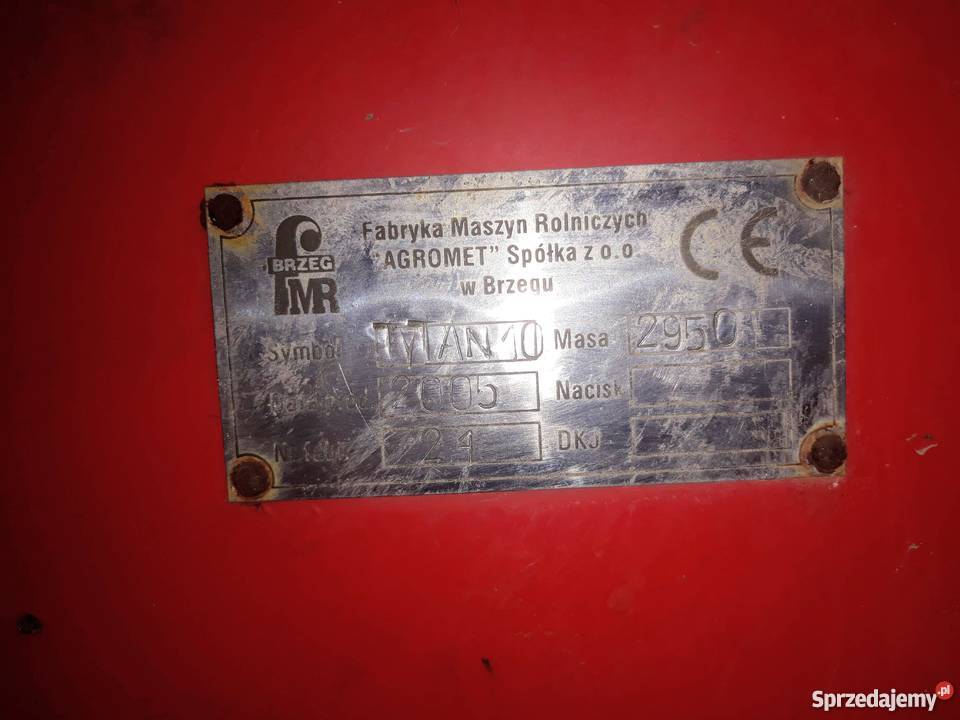 Fabryka Maszyn Rolniczych
"AGROMET" Spółka z o.o
w Brzegu
BRZEG
FMR
CE
Symbol TYTAN 10 Masa 2950
2005 Nacisk
21 DKJ
Sprzedajemy.pl